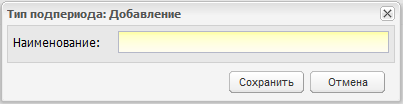 Тип подпериода: Добавление
Наименование:
Сохранить Отмена